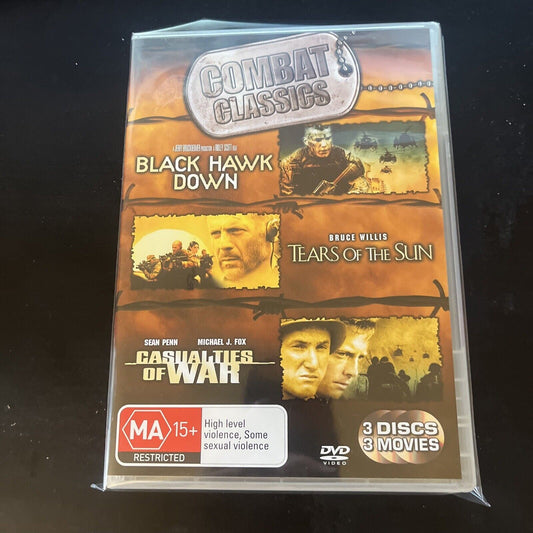 COMBAT
CLASSICS
A JERRY BRUCKHEIMER PRODUCTION A RIDLEY SCOTT FILM
BLACK HAWK
DOWN
BRUCE WILLIS
TEARS OF THE SUN
SEAN PENN MICHAEL J. FOX
CASUALTIES
OF WAR
MA 15+
RESTRICTED
High level
violence, Some
sexual violence
DVD
VIDEO
3 DISCS
3 MOVIES